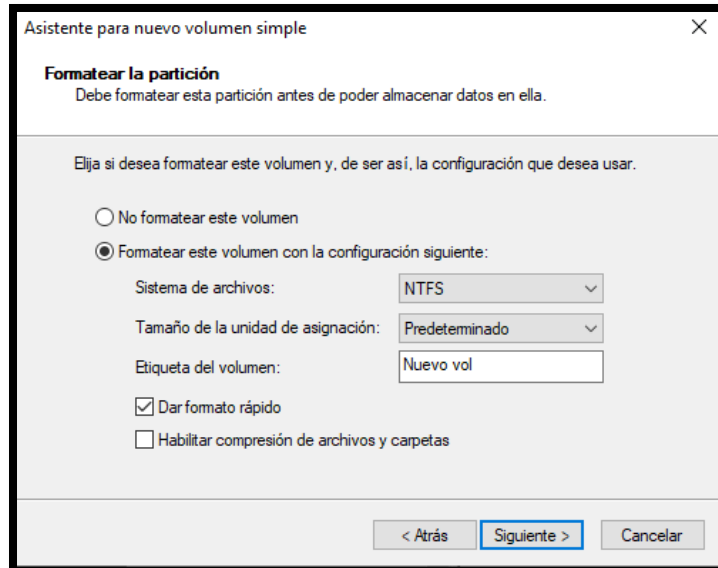 Asistente para nuevo volumen simple
Formatear la partición
Debe formatear esta partición antes de poder almacenar datos en ella.
Elija si desea formatear este volumen y, de ser así, la configuración que desea usar.
No formatear este volumen
Formatear este volumen con la configuración siguiente:
Sistema de archivos: NTFS
Tamaño de la unidad de asignación: Predeterminado
Etiqueta del volumen: Nuevo vol
Dar formato rápido
Habilitar compresión de archivos y carpetas
< Atrás Siguiente > Cancelar